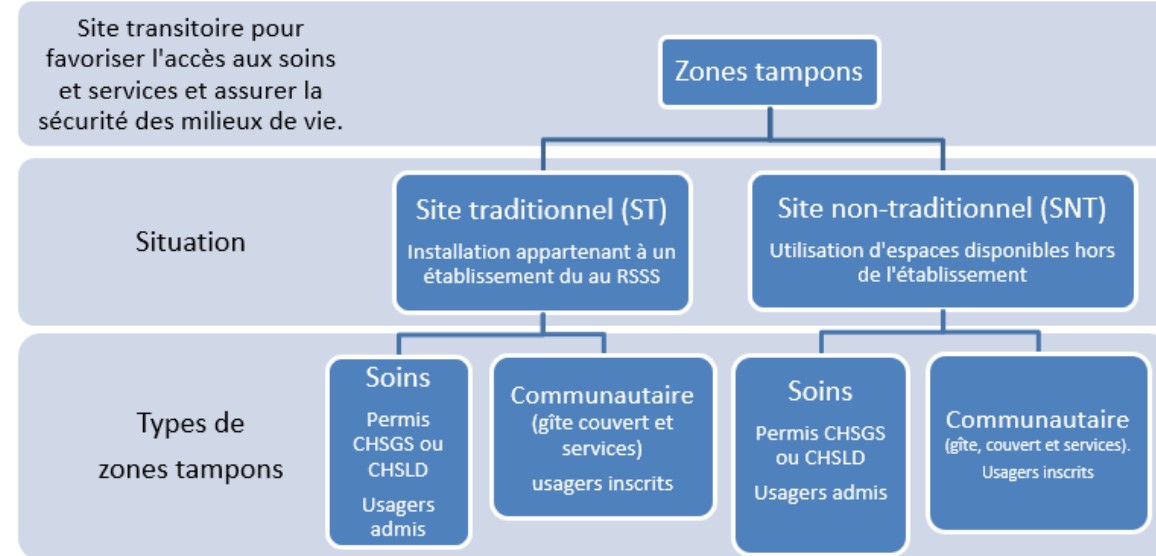 Site transitoire pour
favoriser l'accès aux soins
et services et assurer la
sécurité des milieux de vie.
Zones tampons
Situation
Site traditionnel (ST)
Installation appartenant à un
établissement du au RSSS
Site non-traditionnel (SNT)
Utilisation d'espaces disponibles hors
de l'établissement
Types de
zones tampons
Soins
Permis
CHSGS ou
CHSLD
Usagers
admis
Communautaire
(gîte couvert et
services)
usagers inscrits
Soins
Permis CHSGS
ou CHSLD
Usagers admis
Communautaire
(gîte, couvert et services).
Usagers inscrits